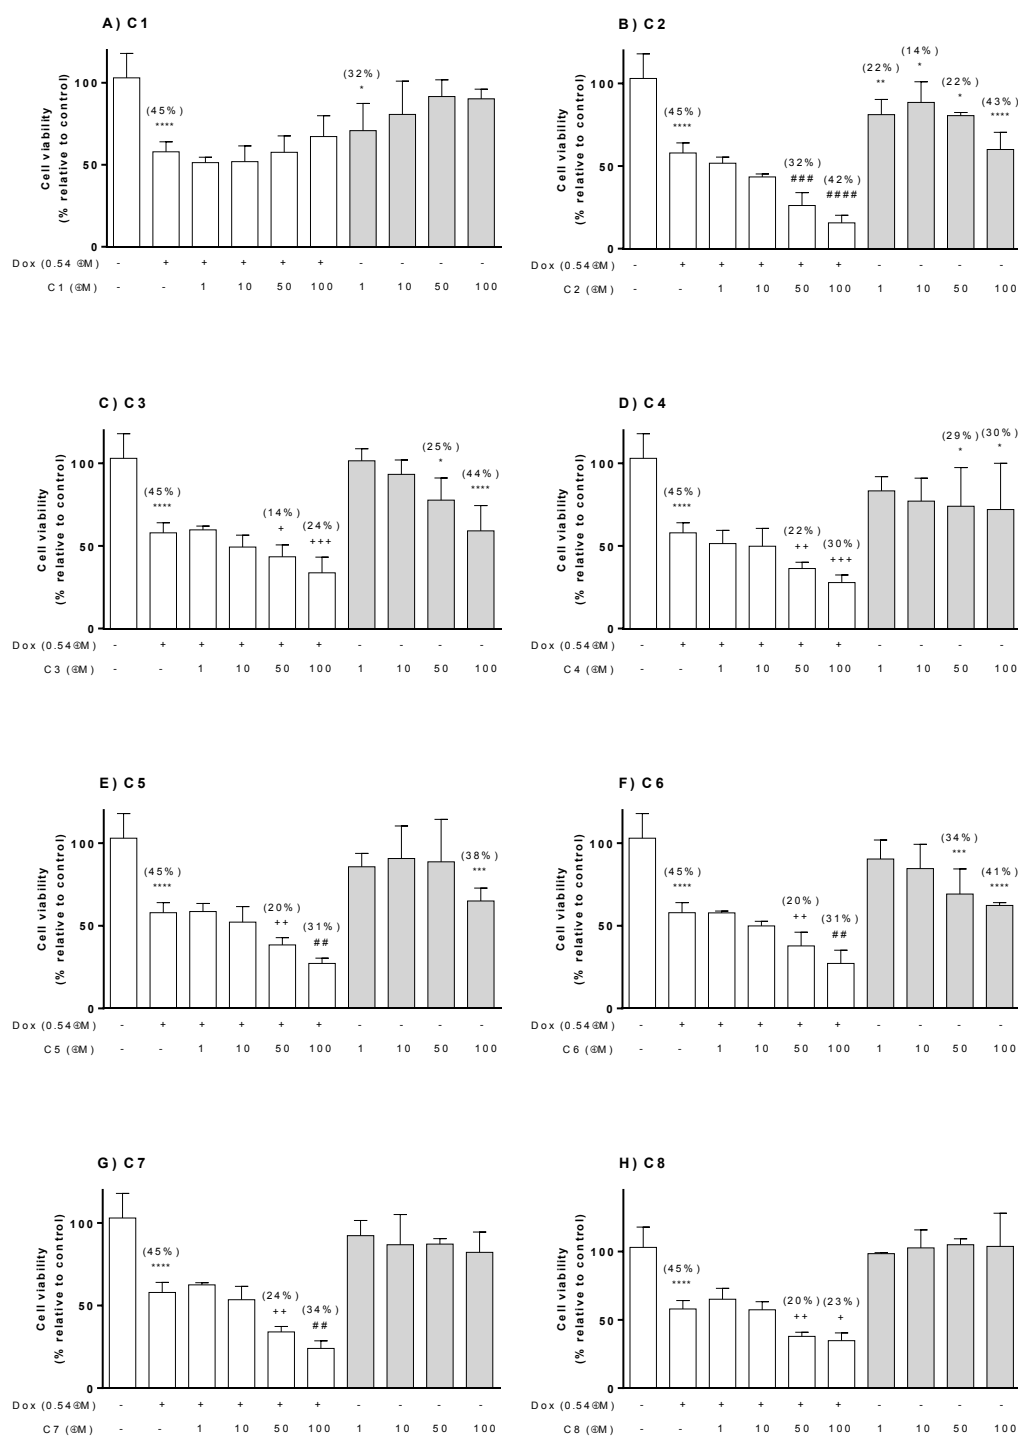 A) C1
Cell viability
(% relative to control)
100
50
0
(45%)
****
(32%)
*
Dox (0.54 ⊕M) - + + + + + - - - -
C1 (⊕M) - - 1 10 50 100 1 10 50 100
B) C2
Cell viability
(% relative to control)
100
50
0
(45%)
****
(32%)
###
(42%)
####
(22%)
**
(14%)
*
(22%)
*
(43%)
****
Dox (0.54 ⊕M) - + + + + + - - - -
C2 (⊕M) - - 1 10 50 100 1 10 50 100
C) C3
Cell viability
(% relative to control)
100
50
0
(45%)
****
(14%)
+
(24%)
+++
(25%)
*
(44%)
****
Dox (0.54⊕M) - + + + + + - - - -
C3 (⊕M) - - 1 10 50 100 1 10 50 100
D) C4
Cell viability
(% relative to control)
100
50
0
(45%)
****
(22%)
++
(30%)
+++
(29%)
*
(30%)
*
Dox (0.54⊕M) - + + + + + - - - -
C4 (⊕M) - - 1 10 50 100 1 10 50 100
E) C5
Cell viability
(% relative to control)
100
50
0
(45%)
****
(20%)
++
(31%)
##
(38%)
***
Dox (0.54⊕M) - + + + + + - - - -
C5 (⊕M) - - 1 10 50 100 1 10 50 100
F) C6
Cell viability
(% relative to control)
100
50
0
(45%)
****
(20%)
++
(31%)
##
(34%)
***
(41%)
****
Dox (0.54⊕M) - + + + + + - - - -
C6 (⊕M) - - 1 10 50 100 1 10 50 100
G) C7
Cell viability
(% relative to control)
100
50
0
(45%)
****
(24%)
++
(34%)
##
Dox (0.54⊕M) - + + + + + - - - -
C7 (⊕M) - - 1 10 50 100 1 10 50 100
H) C8
Cell viability
(% relative to control)
100
50
0
(45%)
****
(20%)
++
(23%)
+
Dox (0.54⊕M) - + + + + + - - - -
C8 (⊕M) - - 1 10 50 100 1 10 50 100